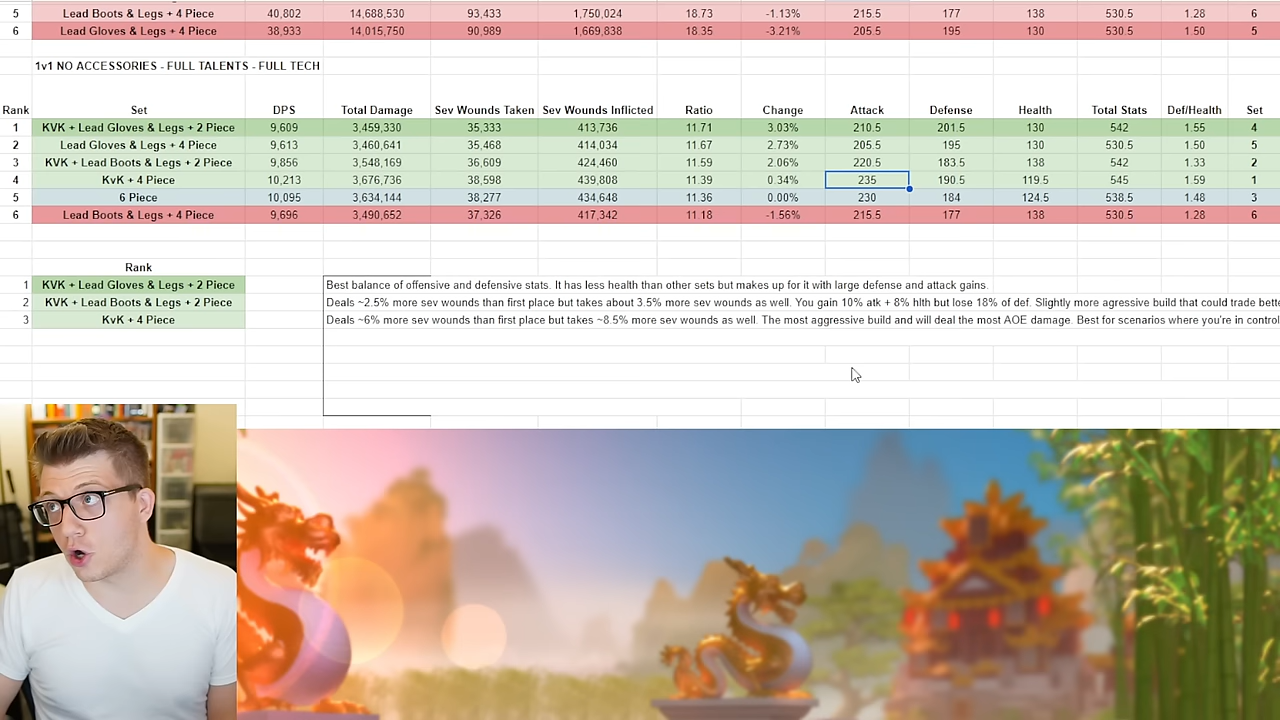 5 Lead Boots & Legs + 4 Piece 40,802 14,688,530 93,433 1,750,024 18.73 -1.13% 215.5 177 138 530.5 1.28 6
6 Lead Gloves & Legs + 4 Piece 38,933 14,015,750 90,989 1,669,838 18.35 -3.21% 205.5 195 130 530.5 1.50 5
1v1 NO ACCESSORIES - FULL TALENTS - FULL TECH
Rank Set DPS Total Damage Sev Wounds Taken Sev Wounds Inflicted Ratio Change Attack Defense Health Total Stats Def/Health Set
1 KVK + Lead Gloves & Legs + 2 Piece 9,609 3,459,330 35,333 413,736 11.71 3.03% 210.5 201.5 130 542 1.55 4
2 Lead Gloves & Legs + 4 Piece 9,613 3,460,641 35,468 414,034 11.67 2.73% 205.5 195 130 530.5 1.50 5
3 KVK + Lead Boots & Legs + 2 Piece 9,856 3,548,169 36,609 424,460 11.59 2.06% 220.5 183.5 138 542 1.33 2
4 KvK + 4 Piece 10,213 3,676,736 38,598 439,808 11.39 0.34% 235 190.5 119.5 545 1.59 1
5 6 Piece 10,095 3,634,144 38,277 434,648 11.36 0.00% 230 184 124.5 538.5 1.48 3
6 Lead Boots & Legs + 4 Piece 9,696 3,490,652 37,326 417,342 11.18 -1.56% 215.5 177 138 530.5 1.28 6
Rank
1 KVK + Lead Gloves & Legs + 2 Piece Best balance of offensive and defensive stats. It has less health than other sets but makes up for it with large defense and attack gains.
2 KVK + Lead Boots & Legs + 2 Piece Deals ~2.5% more sev wounds than first place but takes about 3.5% more sev wounds as well. You gain 10% atk + 8% hlth but lose 18% of def. Slightly more agressive build that could trade bett
3 KvK + 4 Piece Deals ~6% more sev wounds than first place but takes ~8.5% more sev wounds as well. The most aggressive build and will deal the most AOE damage. Best for scenarios where you're in control